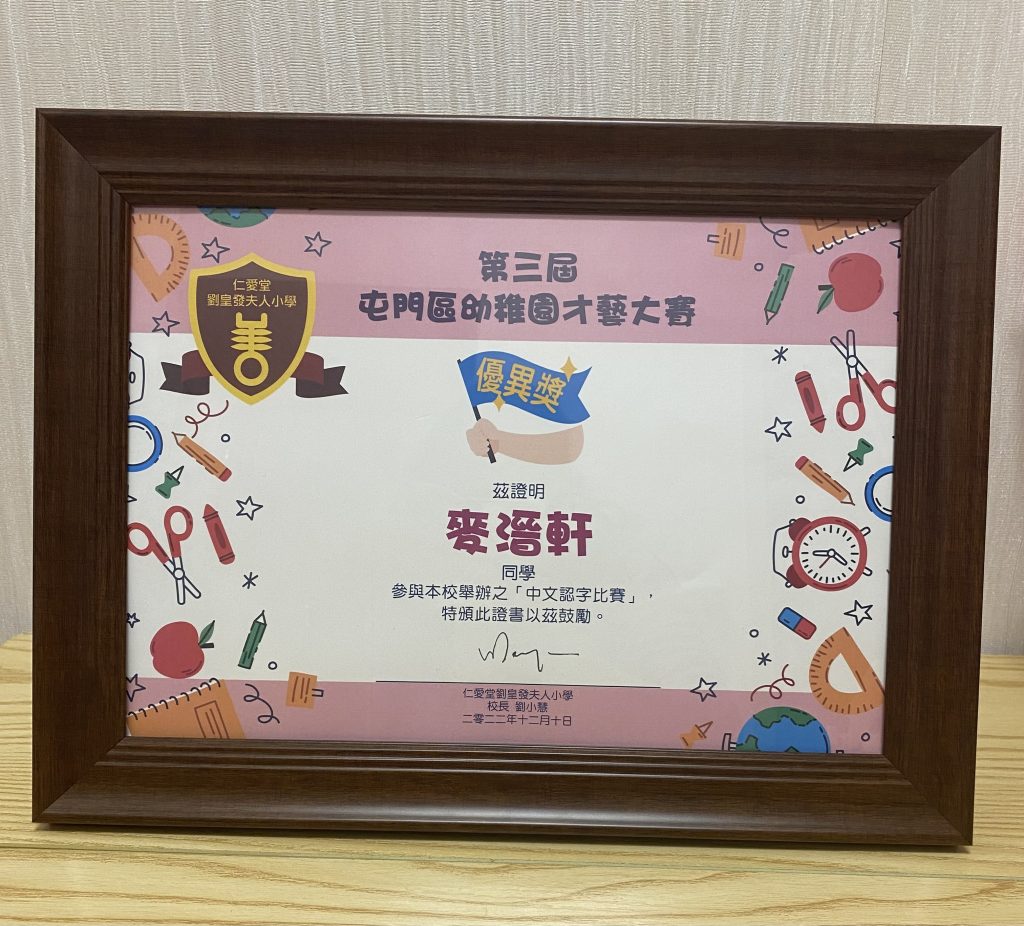 仁愛堂
劉皇發夫人小學
第三屆
屯門區幼稚園才藝大賽
優異獎
茲證明
麥溍軒
同學
參與本校舉辦之「中文認字比賽」，
特頒此證書以茲鼓勵。
仁愛堂劉皇發夫人小學
校長 劉小慧
二零二二年十二月十日